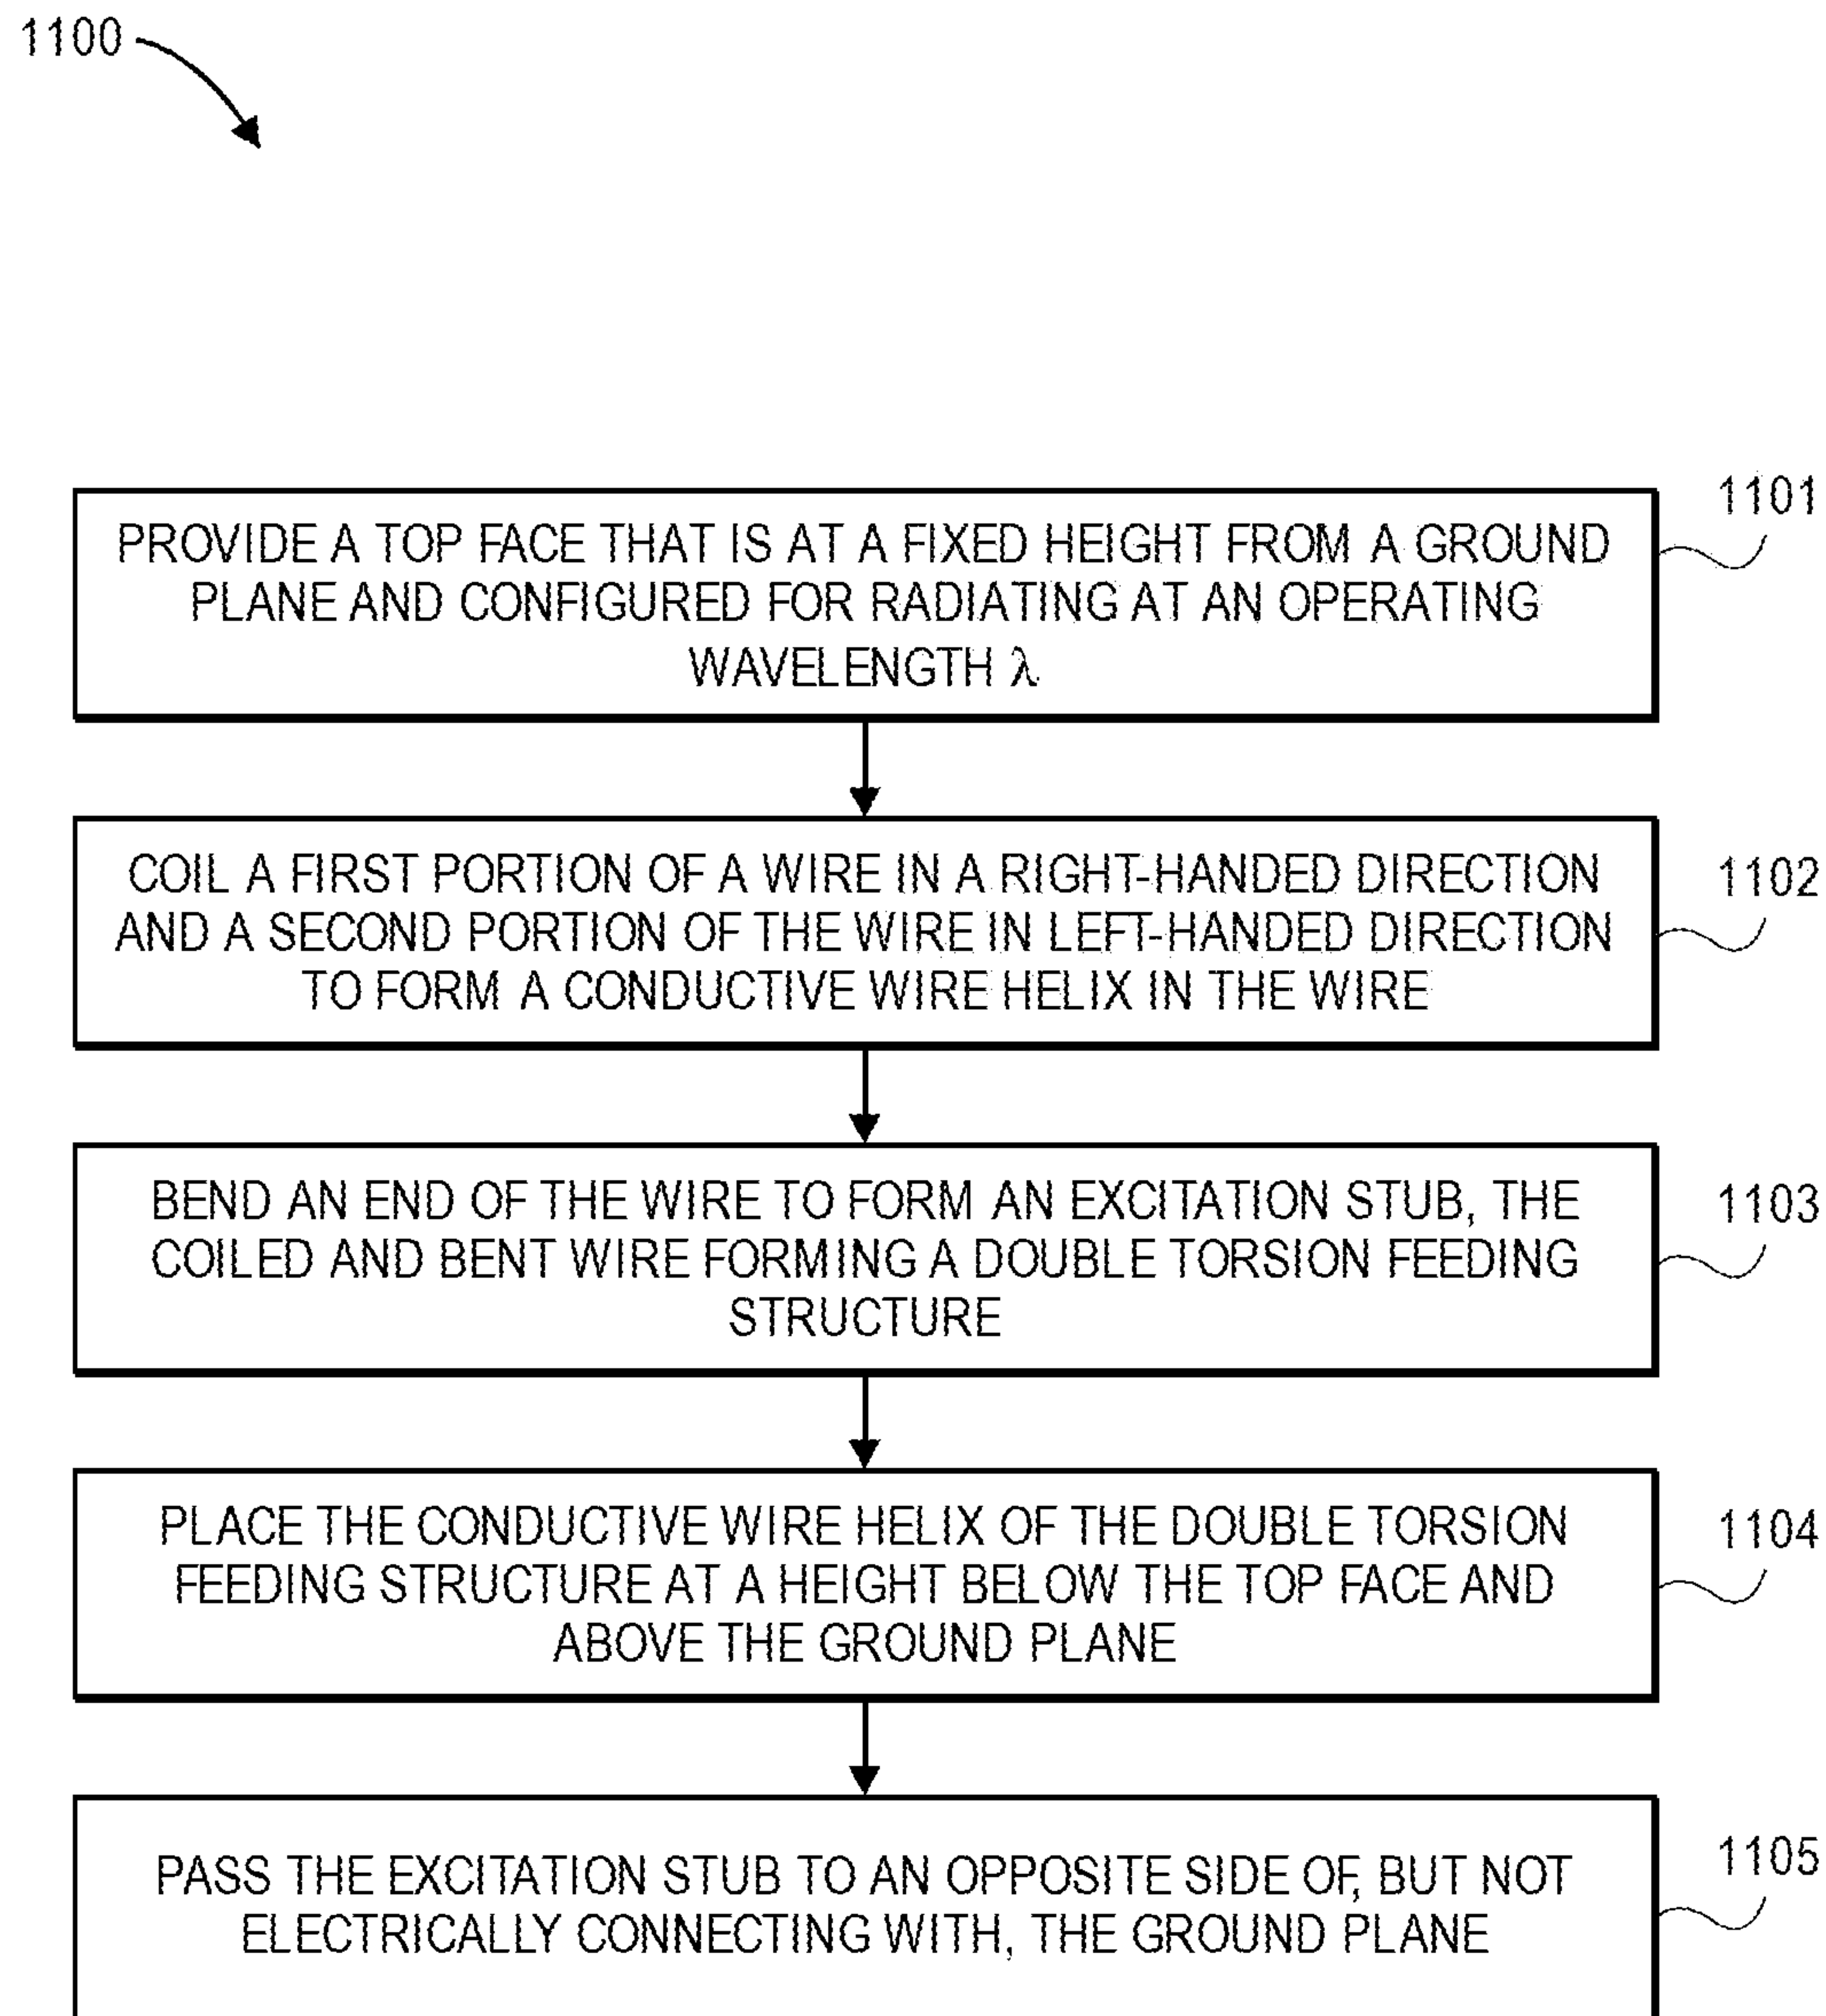 1100
PROVIDE A TOP FACE THAT IS AT A FIXED HEIGHT FROM A GROUND
PLANE AND CONFIGURED FOR RADIATING AT AN OPERATING
WAVELENGTH λ
1101
COIL A FIRST PORTION OF A WIRE IN A RIGHT-HANDED DIRECTION
AND A SECOND PORTION OF THE WIRE IN LEFT-HANDED DIRECTION
TO FORM A CONDUCTIVE WIRE HELIX IN THE WIRE
1102
BEND AN END OF THE WIRE TO FORM AN EXCITATION STUB, THE
COILED AND BENT WIRE FORMING A DOUBLE TORSION FEEDING
STRUCTURE
1103
PLACE THE CONDUCTIVE WIRE HELIX OF THE DOUBLE TORSION
FEEDING STRUCTURE AT A HEIGHT BELOW THE TOP FACE AND
ABOVE THE GROUND PLANE
1104
PASS THE EXCITATION STUB TO AN OPPOSITE SIDE OF, BUT NOT
ELECTRICALLY CONNECTING WITH, THE GROUND PLANE
1105